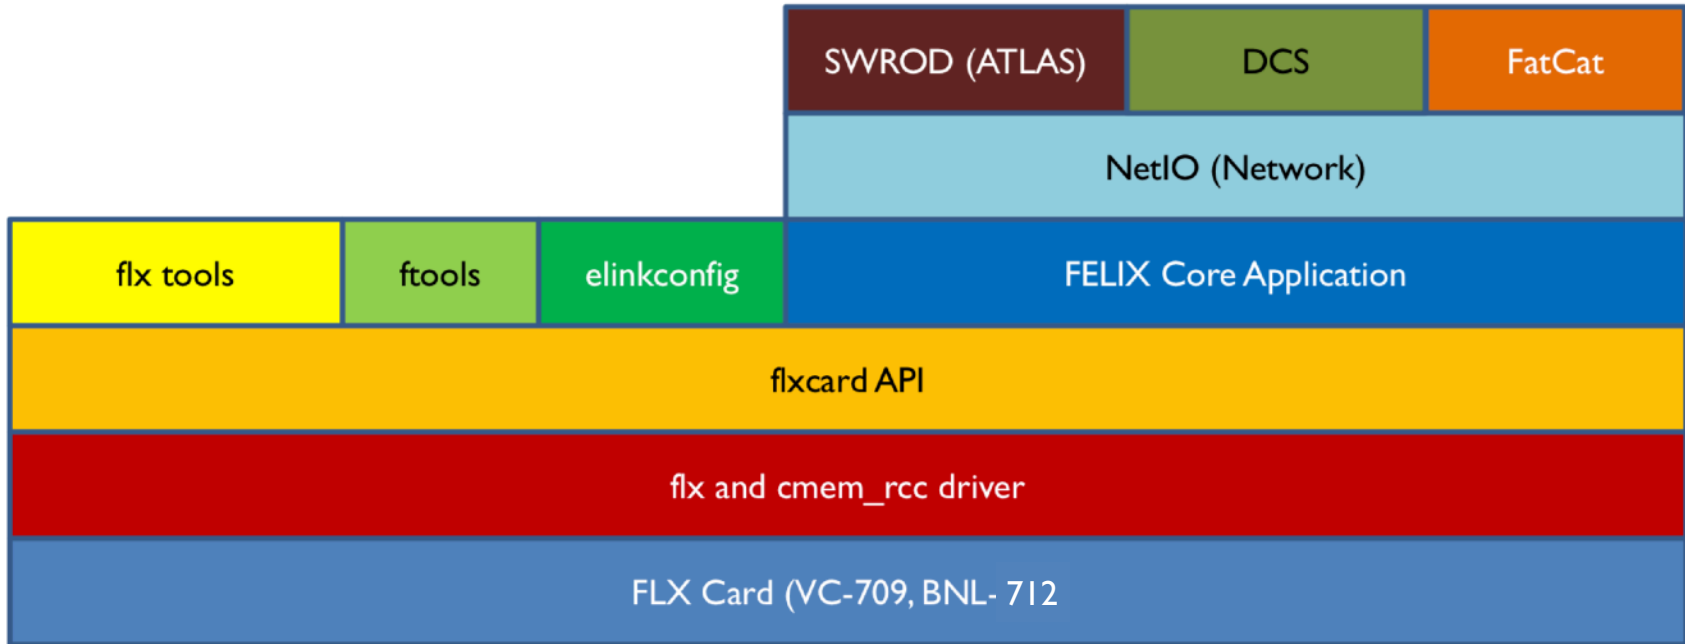 SWROD (ATLAS) DCS FatCat
NetIO (Network)
flx tools ftools elinkconfig FELIX Core Application
flxcard API
flx and cmem_rcc driver
FLX Card (VC-709, BNL- 712